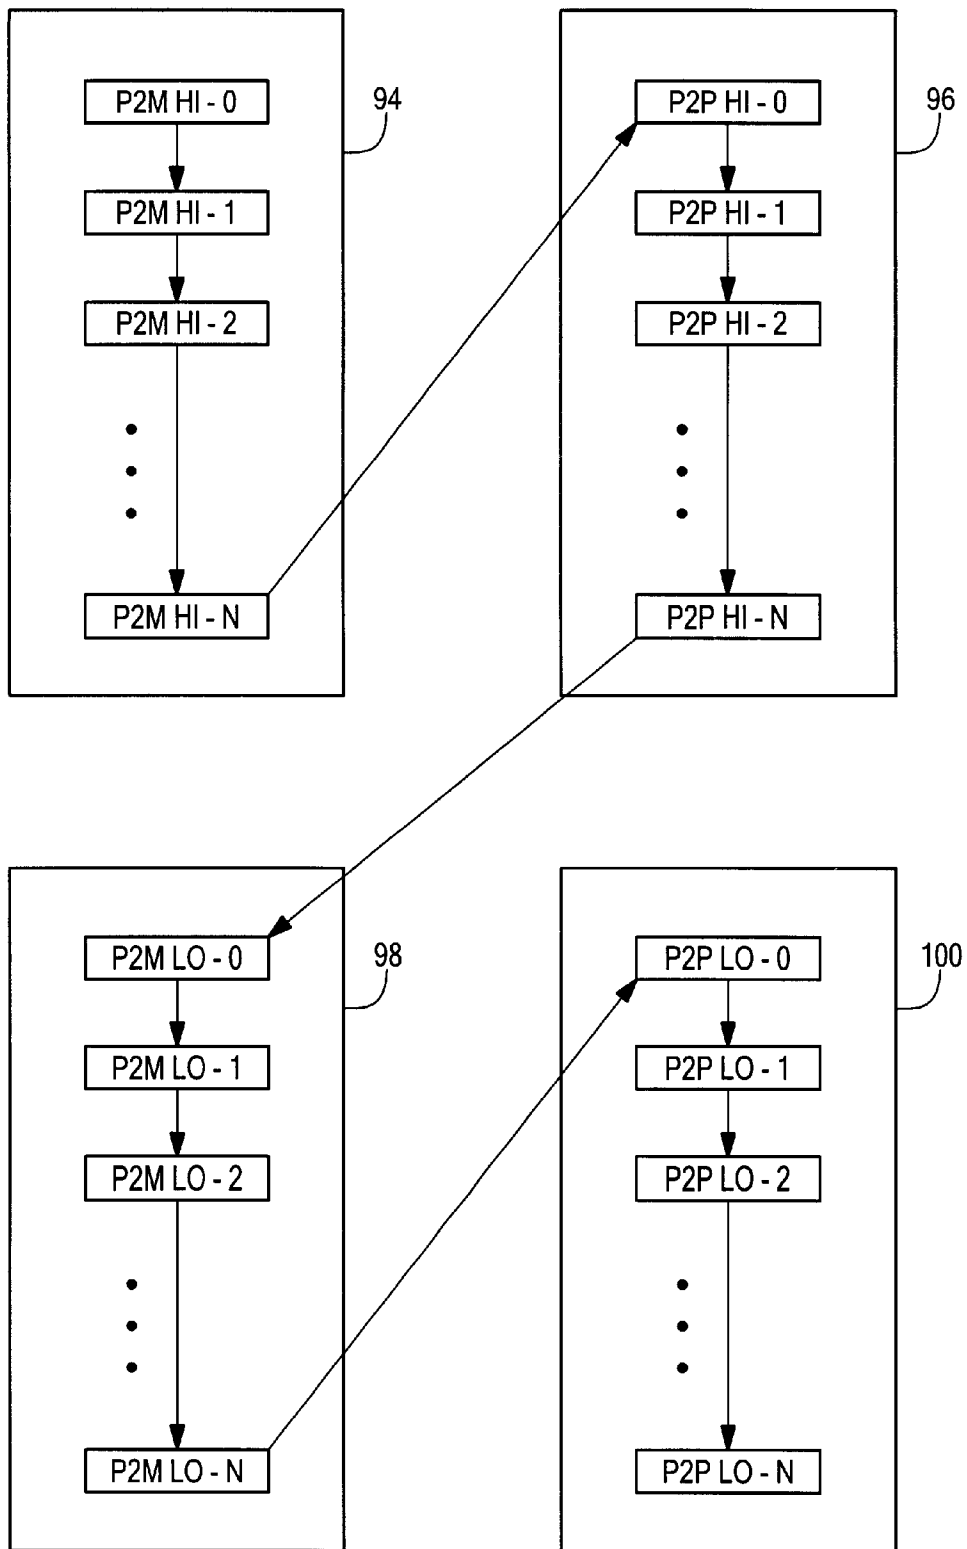 P2M HI - 0
94
P2M HI - 1
P2M HI - 2
P2M HI - N
P2P HI - 0
96
P2P HI - 1
P2P HI - 2
P2P HI - N
P2M LO - 0
98
P2M LO - 1
P2M LO - 2
P2M LO - N
P2P LO - 0
100
P2P LO - 1
P2P LO - 2
P2P LO - N